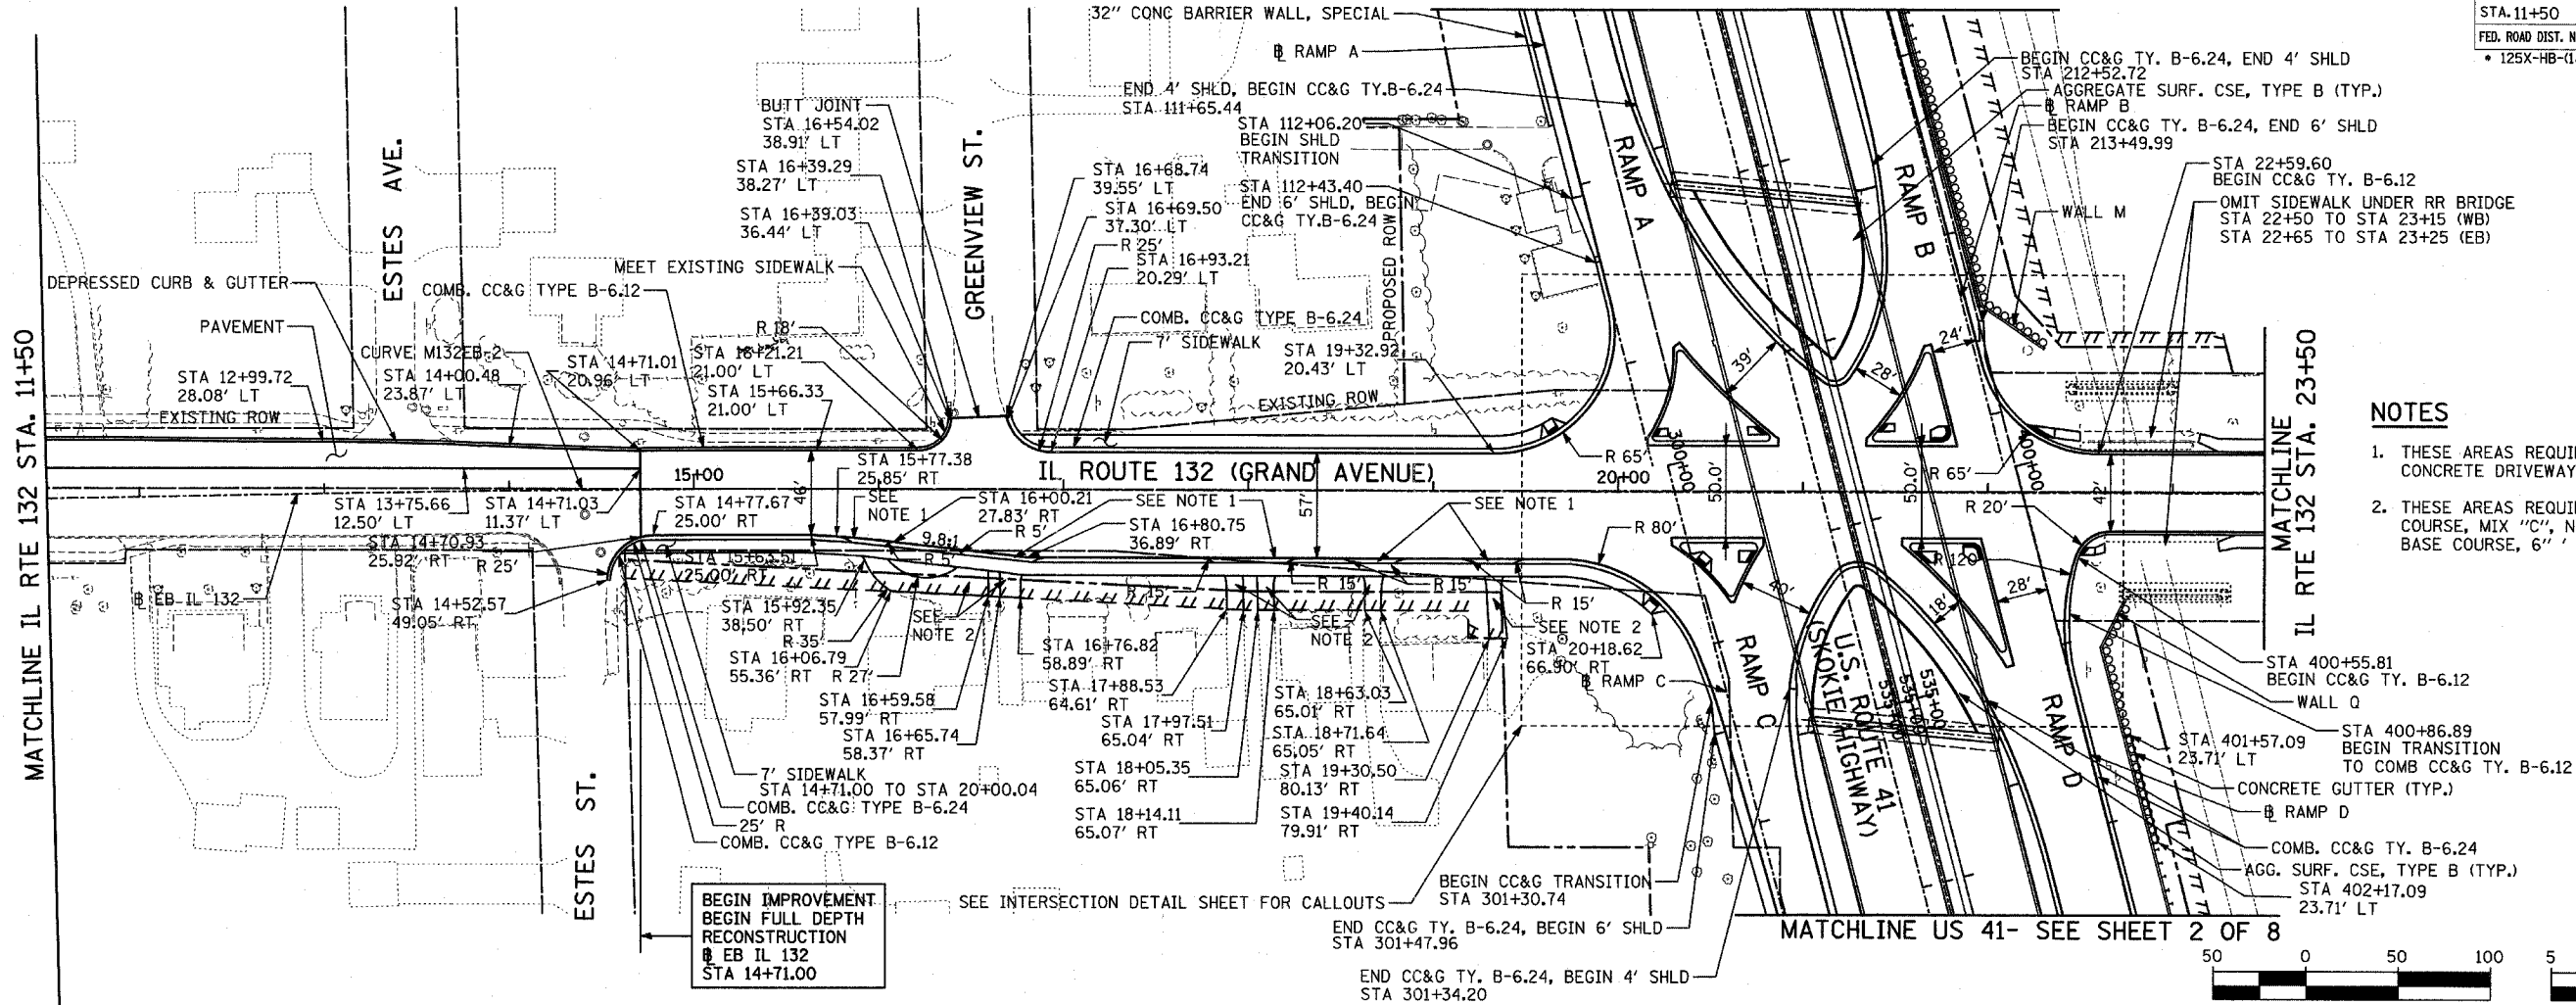 32" CONC BARRIER WALL, SPECIAL
RAMP A
END 4' SHLD, BEGIN CC&G TY.B-6.24
STA 111+65.44
STA 112+06.20
BEGIN SHLD
TRANSITION
STA 112+43.40
END 6' SHLD, BEGIN
CC&G TY.B-6.24
STA.11+50
FED. ROAD DIST. N
BEGIN CC&G TY. B-6.24, END 4' SHLD
STA 212+52.72
AGGREGATE SURF. CSE, TYPE B (TYP.)
RAMP B
BEGIN CC&G TY. B-6.24, END 6' SHLD
STA 213+49.99
STA 22+59.60
BEGIN CC&G TY. B-6.12
OMIT SIDEWALK UNDER RR BRIDGE
STA 22+50 TO STA 23+15 (WB)
STA 22+65 TO STA 23+25 (EB)
WALL M
BUTT JOINT
STA 16+54.02
38.91' LT
STA 16+39.29
38.27' LT
STA 16+39.03
36.44' LT
MEET EXISTING SIDEWALK
ESTES AVE.
GREENVIEW ST.
STA 16+68.74
39.55' LT
STA 16+69.50
37.30' LT
R 25'
STA 16+93.21
20.29' LT
COMB. CC&G TYPE B-6.24
7' SIDEWALK
STA 19+32.92
20.43' LT
PROPOSED ROW
EXISTING ROW
RAMP A
RAMP B
DEPRESSED CURB & GUTTER
COMB. CC&G TYPE B-6.12
PAVEMENT
CURVE M132EB-2
STA 12+99.72
28.08' LT
STA 14+00.48
23.87' LT
STA 14+71.01
20.96' LT
R 18'
21.00' LT
STA 15+66.33
21.00' LT
EXISTING ROW
MATCHLINE IL RTE 132 STA. 11+50
15+00
IL ROUTE 132 (GRAND AVENUE)
20+00
300+00
STA 13+75.66
12.50' LT
STA 14+71.03
11.37' LT
STA 14+77.67
25.00' RT
46'
STA 15+77.38
25.85' RT
SEE
NOTE 1
STA 16+00.21
27.83' RT
SEE NOTE 1
57'
SEE NOTE 1
9.8:1
R 5'
R 5'
STA 16+80.75
36.89' RT
R 65'
R 80'
39'
28'
24'
50.0'
50.0'
R 65'
R 20'
42'
R 120'
40'
18'
28'
MATCHLINE
IL RTE 132 STA. 23+50
NOTES
1. THESE AREAS REQUI
CONCRETE DRIVEWAY
2. THESE AREAS REQUI
COURSE, MIX "C", N
BASE COURSE, 6"
STA 14+70.93
25.92' RT
R 25'
EB IL 132
STA 14+52.57
49.05' RT
STA 15+63.51
25.00' RT
STA 15+92.35
38.50' RT
R 35'
STA 16+06.79
55.36' RT
R 27'
SEE
NOTE 2
STA 16+59.58
57.99' RT
STA 16+65.74
58.37' RT
STA 16+76.82
58.89' RT
R 15'
STA 17+88.53
64.61' RT
STA 17+97.51
65.04' RT
STA 18+05.35
65.06' RT
STA 18+14.11
65.07' RT
R 15'
R 15'
SEE
NOTE 2
STA 18+63.03
65.01' RT
STA 18+71.64
65.05' RT
STA 19+30.50
80.13' RT
STA 19+40.14
79.91' RT
R 15'
SEE NOTE 2
STA 20+18.62
66.90' RT
RAMP C
RAMP C
U.S. ROUTE 41
(SKOKIE HIGHWAY)
535+00
535+00
RAMP D
STA 400+55.81
BEGIN CC&G TY. B-6.12
WALL Q
STA 400+86.89
BEGIN TRANSITION
TO COMB CC&G TY. B-6.12
STA 401+57.09
23.71' LT
CONCRETE GUTTER (TYP.)
RAMP D
COMB. CC&G TY. B-6.24
AGG. SURF. CSE, TYPE B (TYP.)
STA 402+17.09
23.71' LT
7' SIDEWALK
STA 14+71.00 TO STA 20+00.04
COMB. CC&G TYPE B-6.24
25' R
COMB. CC&G TYPE B-6.12
ESTES ST.
BEGIN IMPROVEMENT
BEGIN FULL DEPTH
RECONSTRUCTION
EB IL 132
STA 14+71.00
SEE INTERSECTION DETAIL SHEET FOR CALLOUTS
BEGIN CC&G TRANSITION
STA 301+30.74
END CC&G TY. B-6.24, BEGIN 6' SHLD
STA 301+47.96
END CC&G TY. B-6.24, BEGIN 4' SHLD
STA 301+34.20
MATCHLINE US 41- SEE SHEET 2 OF 8
50 0 50 100 5